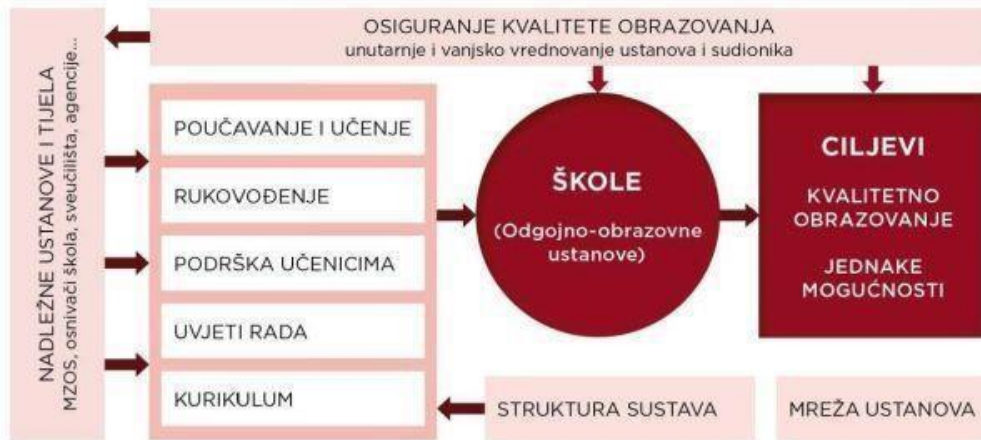 OSIGURANJE KVALITETE OBRAZOVANJA
unutarnje i vanjsko vrednovanje ustanova i sudionika
NADLEŽNE USTANOVE I TIJELA
MZOS, osnivači škola, sveučilišta, agencije...
POUČAVANJE I UČENJE
RUKOVOĐENJE
PODRŠKA UČENICIMA
UVJETI RADA
KURIKULUM
ŠKOLE
(Odgojno-obrazovne
ustanove)
CILJEVI
KVALITETNO
OBRAZOVANJE
JEDNAKE
MOGUĆNOSTI
STRUKTURA SUSTAVA
MREŽA USTANOVA